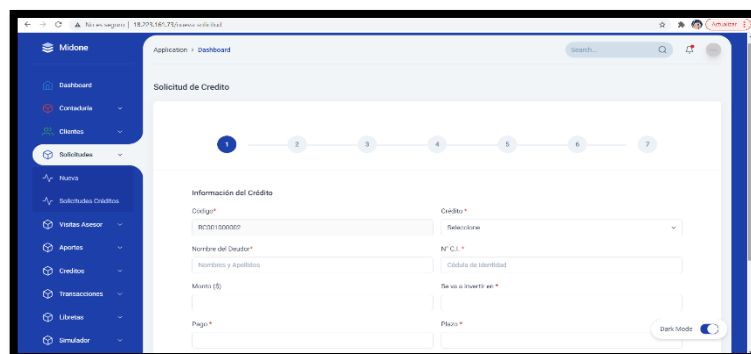 No es seguro | 18.223.161.73/nueva-solicitud
Actualizar
Midone
Application > Dashboard
Search...
Dashboard
Solicitud de Credito
Contaduria
Clientes
Solicitudes
1 2 3 4 5 6 7
Nueva
Solicitudes Créditos
Información del Crédito
Código* Crédito *
BC001000002 Seleccione
Visitas Asesor
Aportes
Nombre del Deudor* N° C.I. *
Nombres y Apellidos Cédula de Identidad
Creditos
Monto ($) Se va a invertir en *
Transacciones
Libretas
Pago * Plazo *
Dark Mode
Simulador